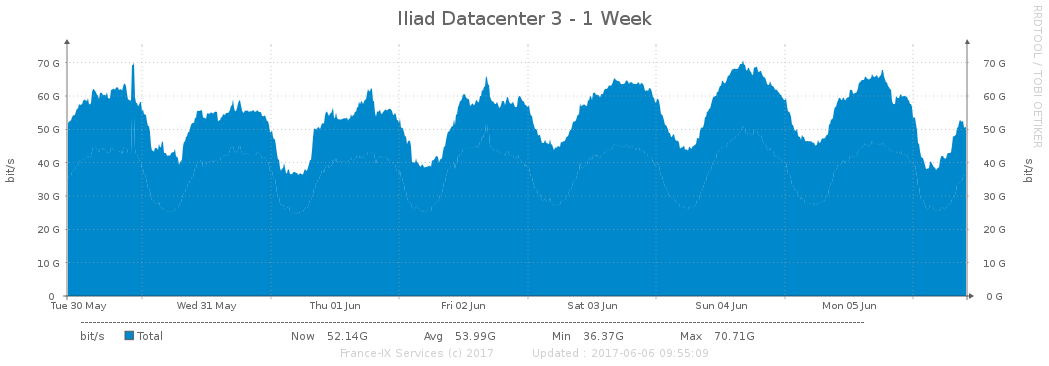 Iliad Datacenter 3 - 1 Week
RRDTOOL / TOBI OETIKER
bit/s
70 G 70 G
60 G 60 G
50 G 50 G
40 G 40 G
30 G 30 G
20 G 20 G
10 G 10 G
0 0 G
bit/s
Tue 30 May Wed 31 May Thu 01 Jun Fri 02 Jun Sat 03 Jun Sun 04 Jun Mon 05 Jun
bit/s Total Now 52.14G Avg 53.99G Min 36.37G Max 70.71G
France-IX Services (c) 2017 Updated : 2017-06-06 09:55:09